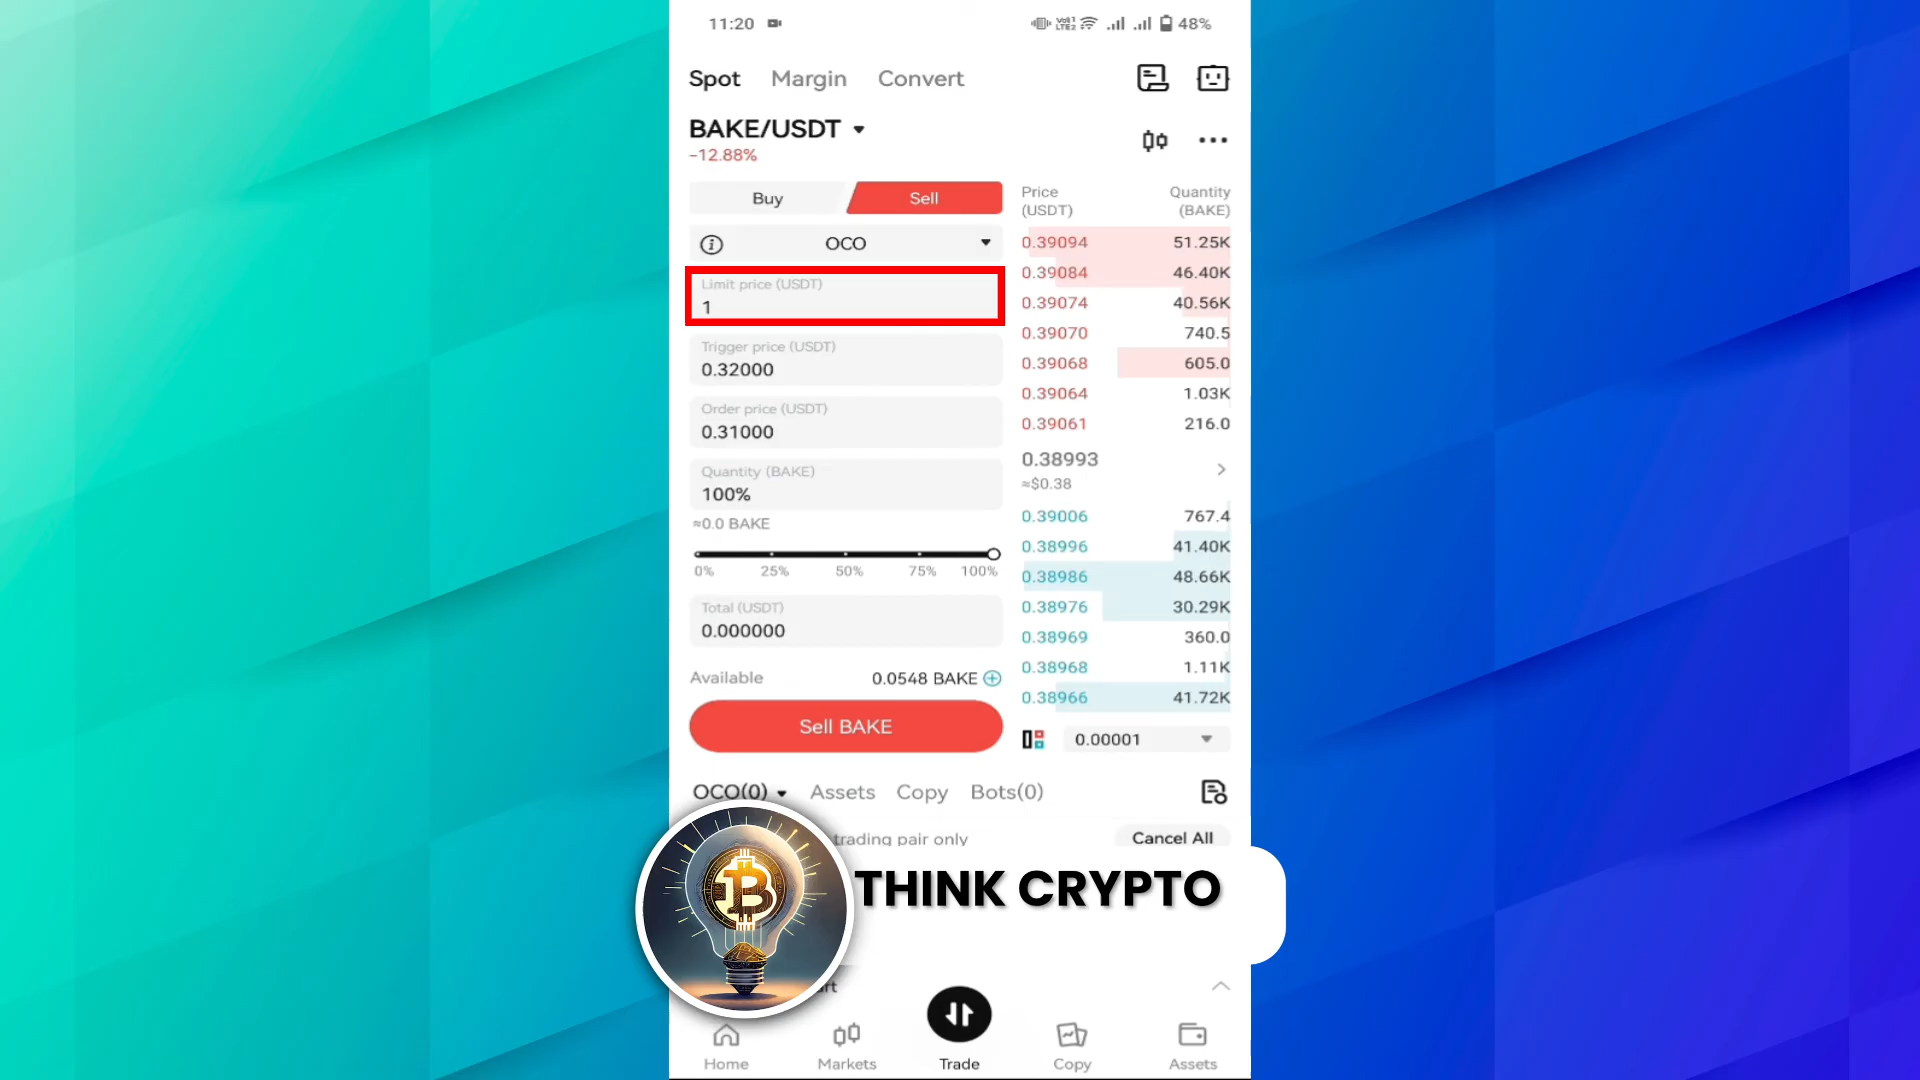 11:20
VoI1
LTE2
48%
Spot Margin Convert
BAKE/USDT
-12.88%
Buy Sell
OCO
Limit price (USDT)
1
Trigger price (USDT)
0.32000
Order price (USDT)
0.31000
Quantity (BAKE)
100%
≈0.0 BAKE
0% 25% 50% 75% 100%
Total (USDT)
0.000000
Available 0.0548 BAKE
Sell BAKE
Price Quantity
(USDT) (BAKE)
0.39094 51.25K
0.39084 46.40K
0.39074 40.56K
0.39070 740.5
0.39068 605.0
0.39064 1.03K
0.39061 216.0
0.38993
≈$0.38
0.39006 767.4
0.38996 41.40K
0.38986 48.66K
0.38976 30.29K
0.38969 360.0
0.38968 1.11K
0.38966 41.72K
0.00001
OCO(0) Assets Copy Bots(0)
trading pair only Cancel All
THINK CRYPTO
Home Markets Trade Copy Assets